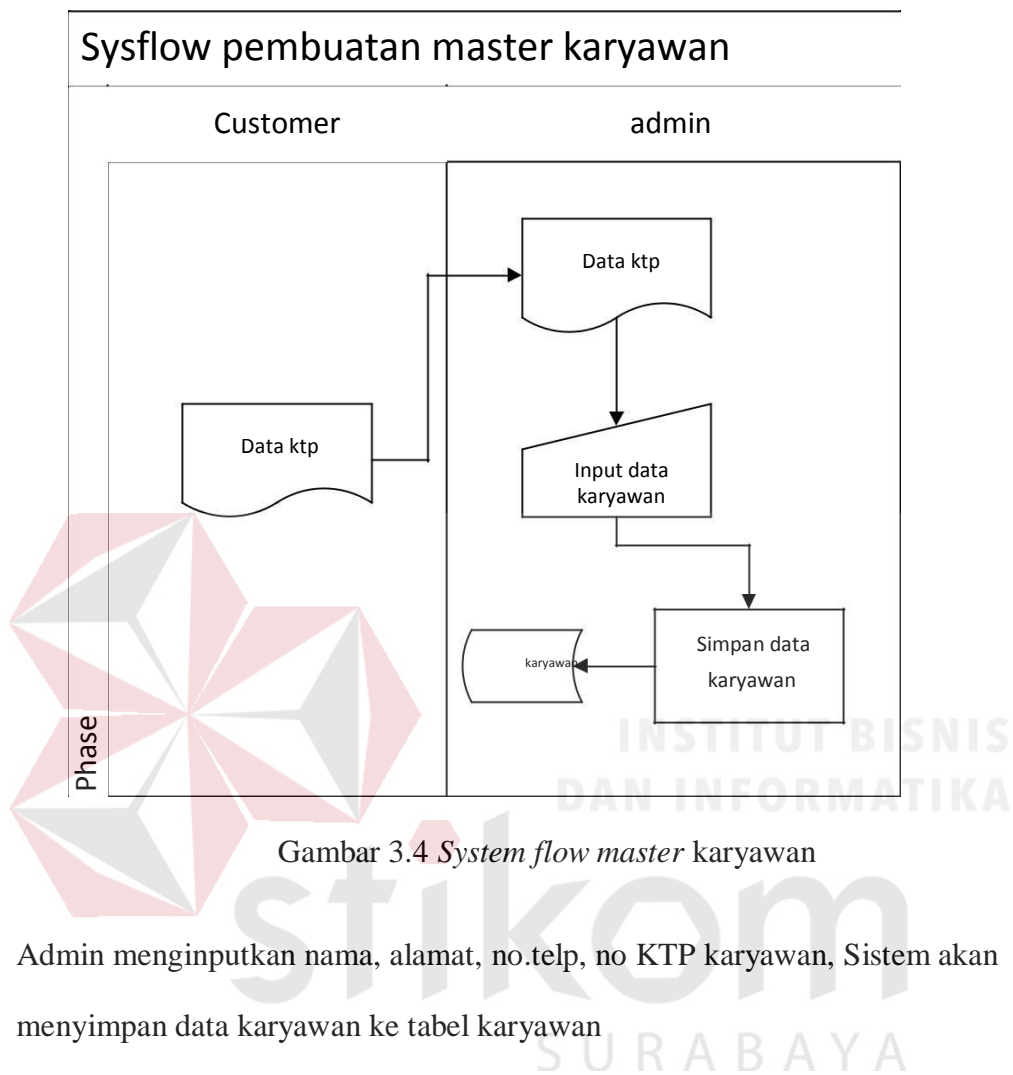 Sysflow pembuatan master karyawan
Customer
admin
Data ktp
Data ktp
Input data
karyawan
Simpan data
karyawan
karyawan
Phase
INSTITUT BISNIS
DAN INFORMATIKA
Gambar 3.4 System flow master karyawan
stikom
Admin menginputkan nama, alamat, no.telp, no KTP karyawan, Sistem akan
menyimpan data karyawan ke tabel karyawan
SURABAYA